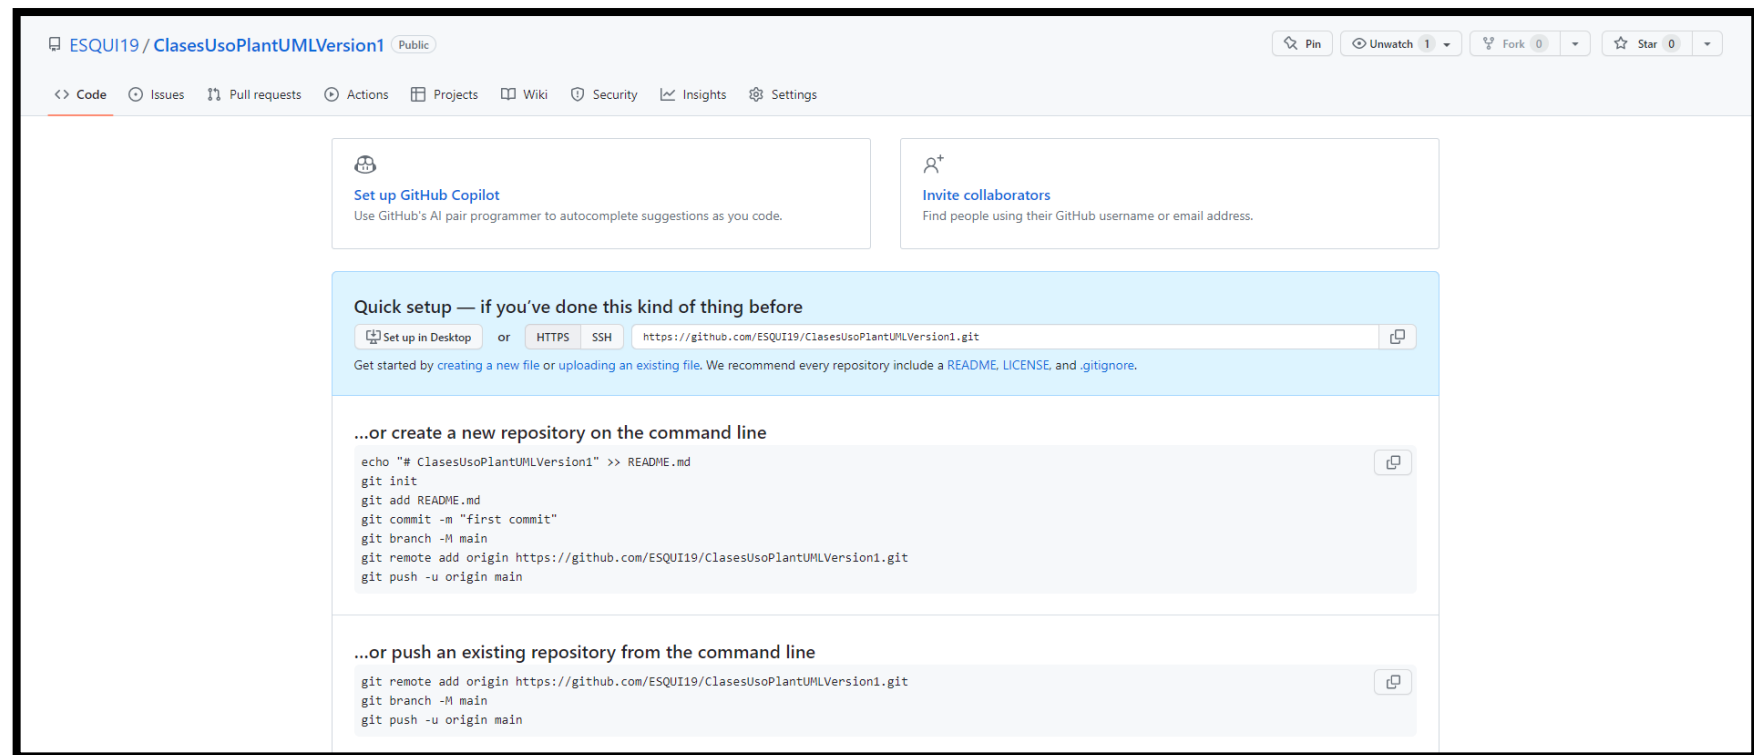 ESQUI19 / ClasesUsoPlantUMLVersion1 Public
Pin Unwatch 1 Fork 0 Star 0
Code Issues Pull requests Actions Projects Wiki Security Insights Settings
Set up GitHub Copilot
Use GitHub's AI pair programmer to autocomplete suggestions as you code.
Invite collaborators
Find people using their GitHub username or email address.
Quick setup — if you've done this kind of thing before
Set up in Desktop or HTTPS SSH https://github.com/ESQUI19/ClasesUsoPlantUMLVersion1.git
Get started by creating a new file or uploading an existing file. We recommend every repository include a README, LICENSE, and .gitignore.
…or create a new repository on the command line
echo "# ClasesUsoPlantUMLVersion1" >> README.md
git init
git add README.md
git commit -m "first commit"
git branch -M main
git remote add origin https://github.com/ESQUI19/ClasesUsoPlantUMLVersion1.git
git push -u origin main
…or push an existing repository from the command line
git remote add origin https://github.com/ESQUI19/ClasesUsoPlantUMLVersion1.git
git branch -M main
git push -u origin main